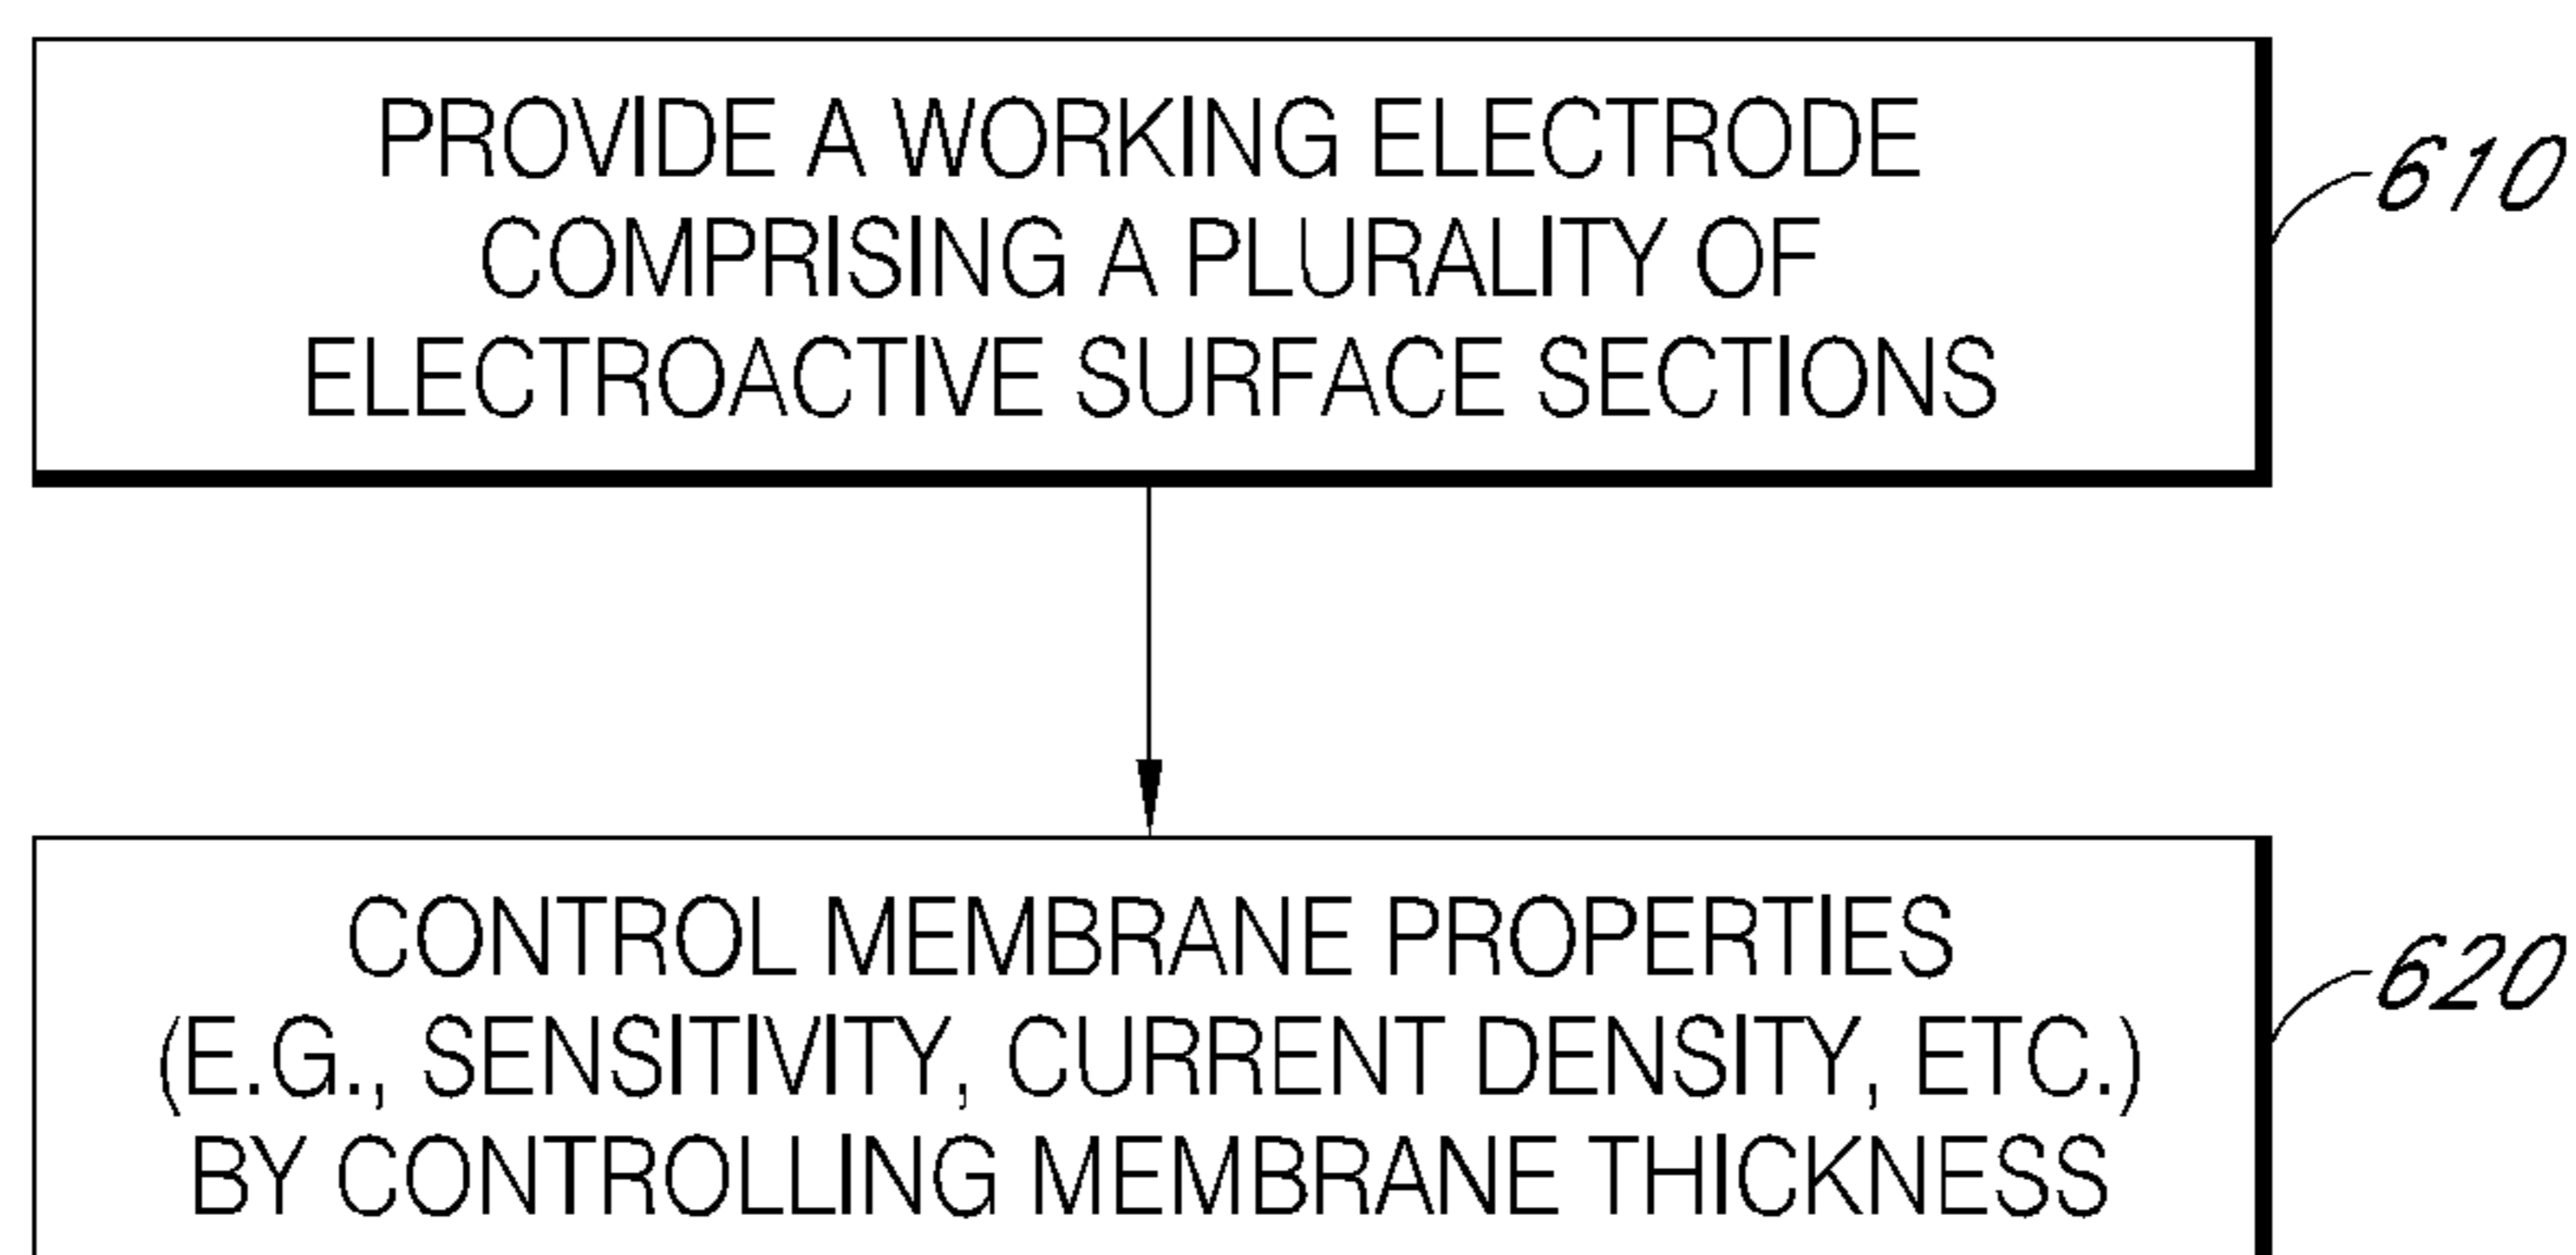 PROVIDE A WORKING ELECTRODE
COMPRISING A PLURALITY OF
ELECTROACTIVE SURFACE SECTIONS
610
CONTROL MEMBRANE PROPERTIES
(E.G., SENSITIVITY, CURRENT DENSITY, ETC.)
BY CONTROLLING MEMBRANE THICKNESS
620